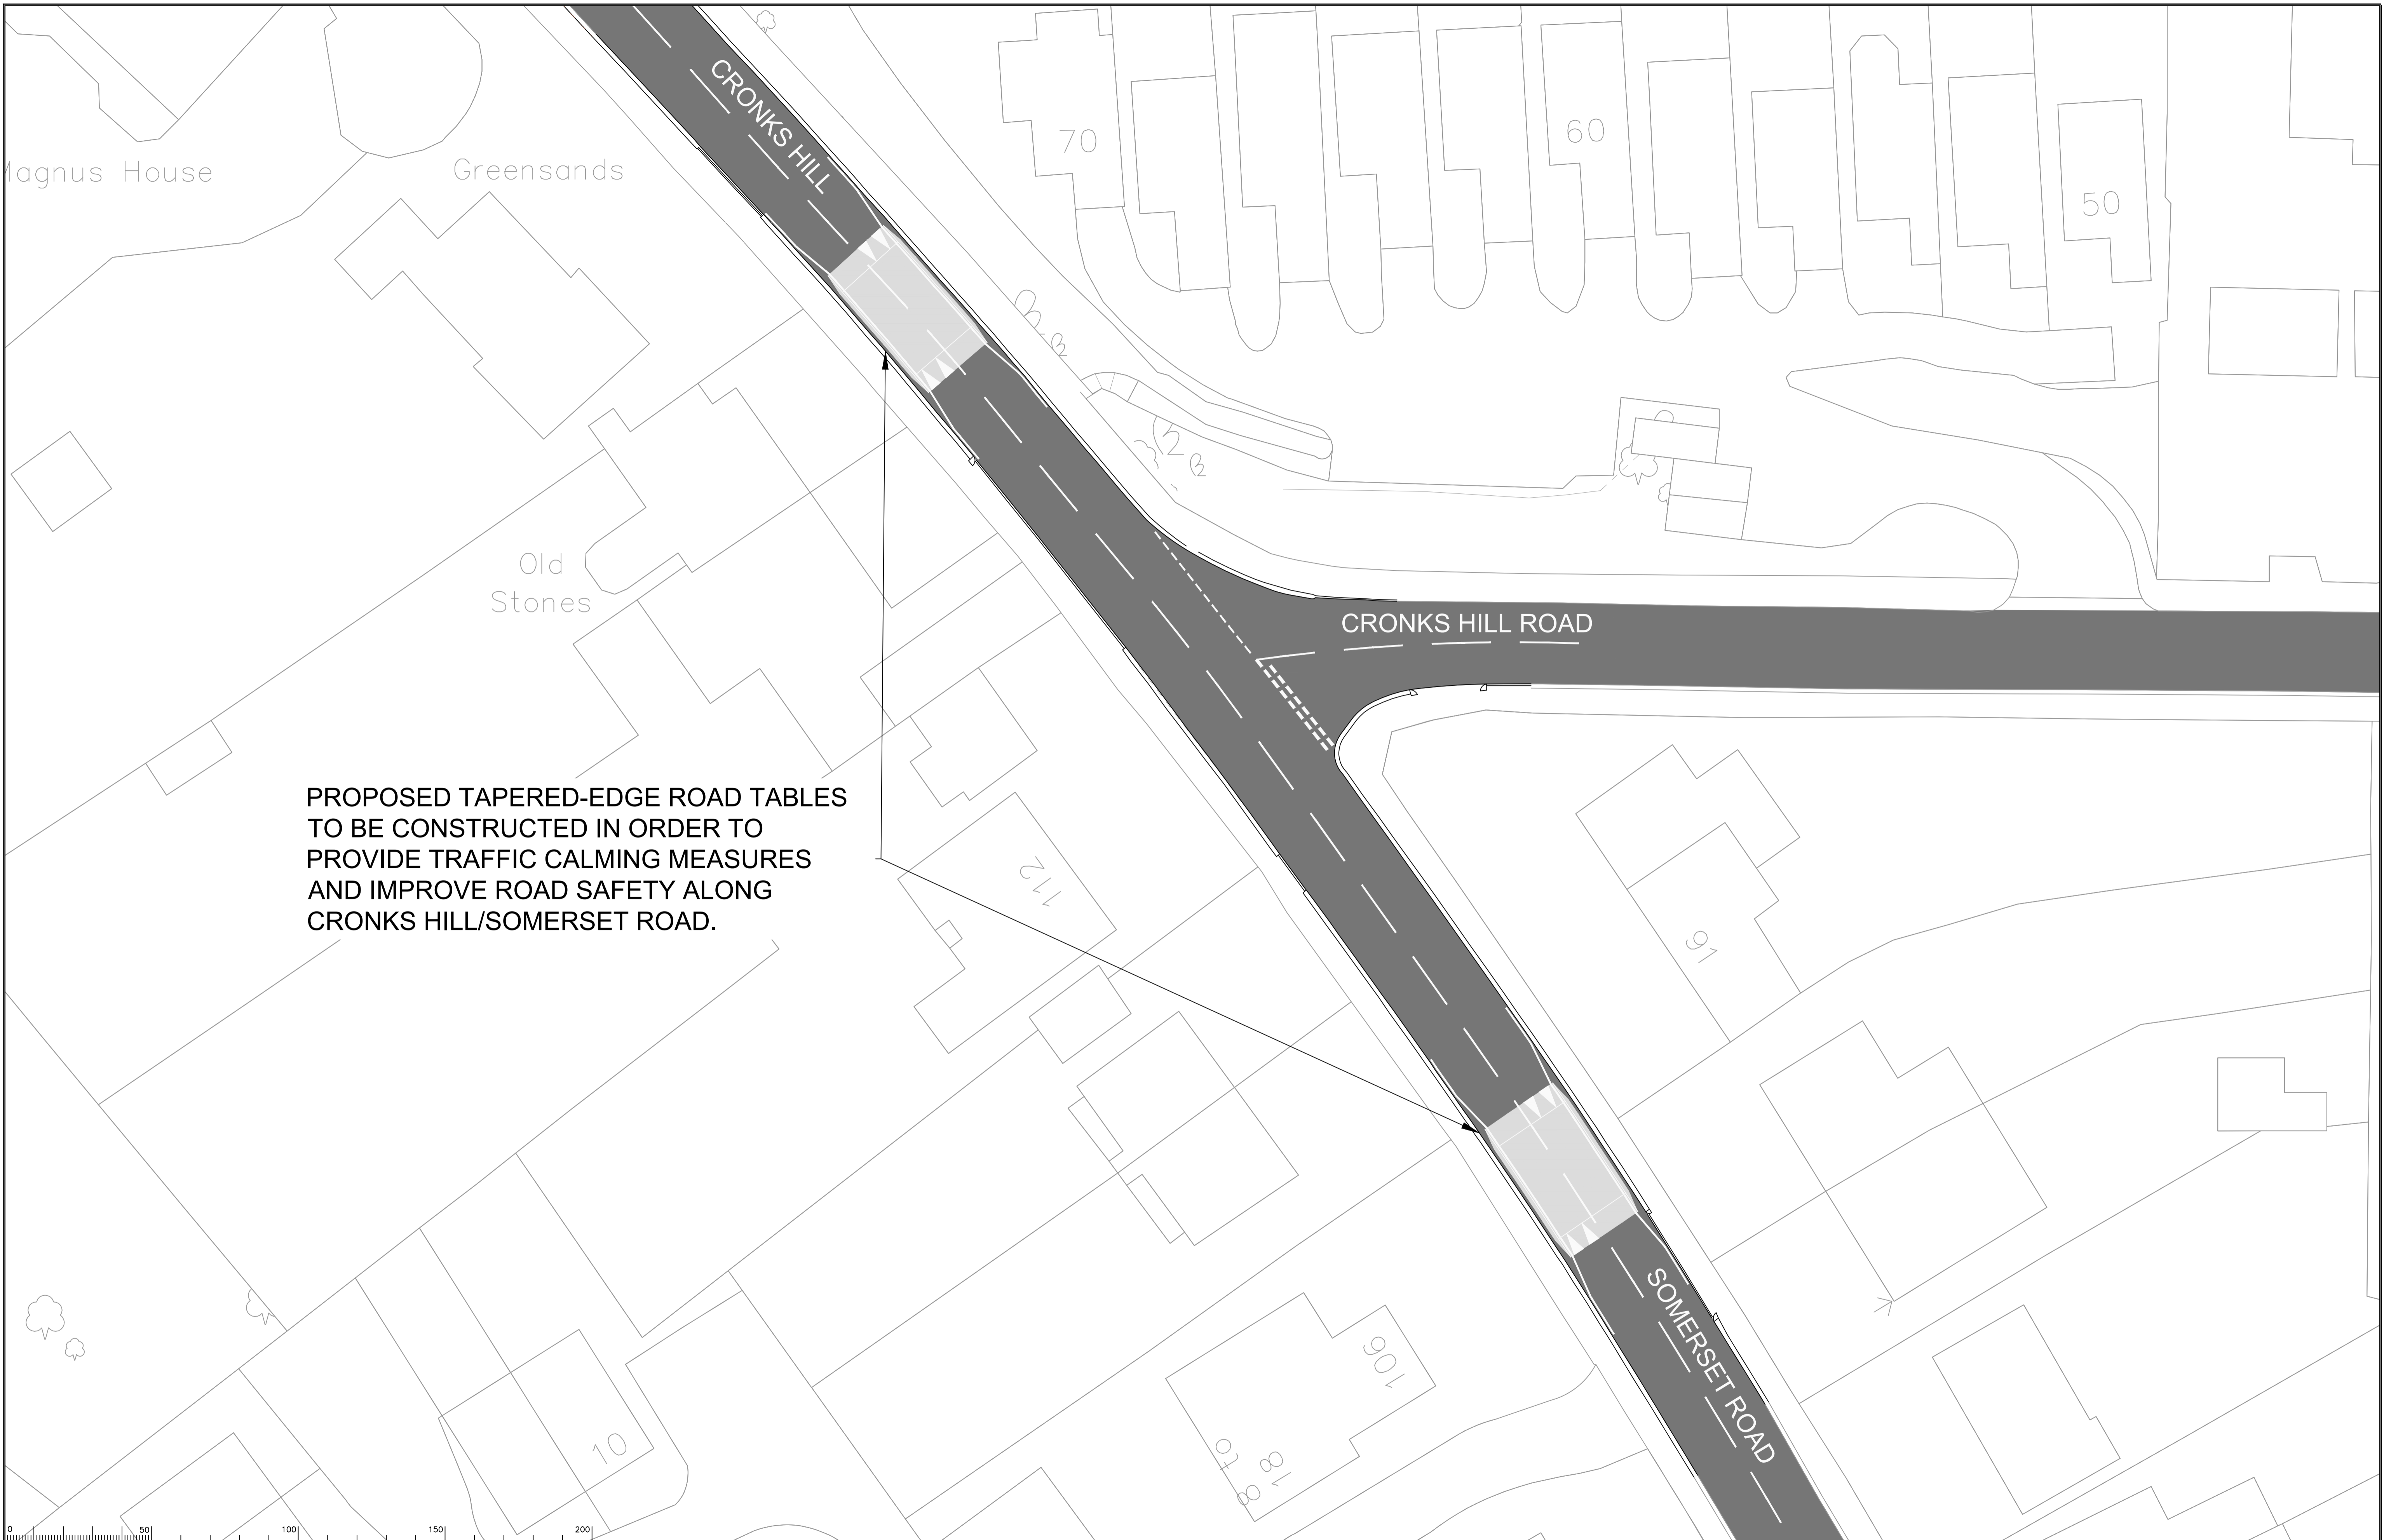 CRONKS HILL
70
60
50
Magnus House
Greensands
Old
Stones
CRONKS HILL ROAD
PROPOSED TAPERED-EDGE ROAD TABLES
TO BE CONSTRUCTED IN ORDER TO
PROVIDE TRAFFIC CALMING MEASURES
AND IMPROVE ROAD SAFETY ALONG
CRONKS HILL/SOMERSET ROAD.
112
91
SOMERSET ROAD
106
10
0
50
100
150
200